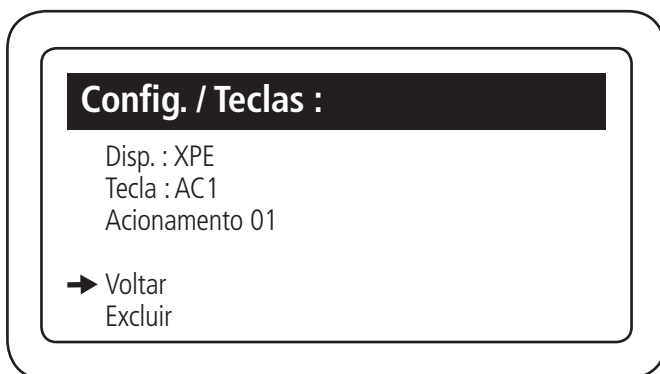 Config. / Teclas :
Disp. : XPE
Tecla : AC1
Acionamento 01
Voltar
Excluir